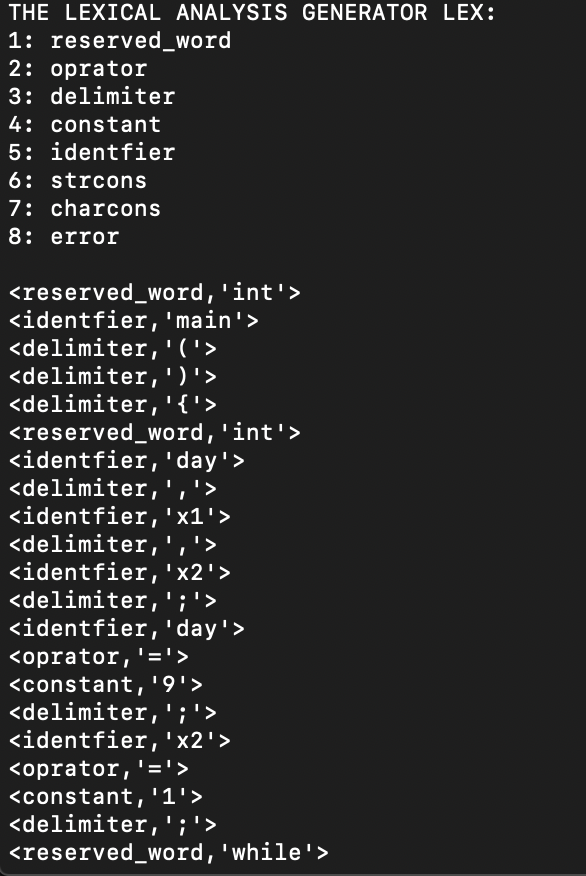 THE LEXICAL ANALYSIS GENERATOR LEX:
1: reserved_word
2: oprator
3: delimiter
4: constant
5: identfier
6: strcons
7: charcons
8: error
<reserved_word,'int'>
<identfier,'main'>
<delimiter,'('>
<delimiter,')'>
<delimiter,'{'>
<reserved_word,'int'>
<identfier,'day'>
<delimiter,','>
<identfier,'x1'>
<delimiter,','>
<identfier,'x2'>
<delimiter,';'>
<identfier,'day'>
<oprator,'='>
<constant,'9'>
<delimiter,';'>
<identfier,'x2'>
<oprator,'='>
<constant,'1'>
<delimiter,';'>
<reserved_word,'while'>